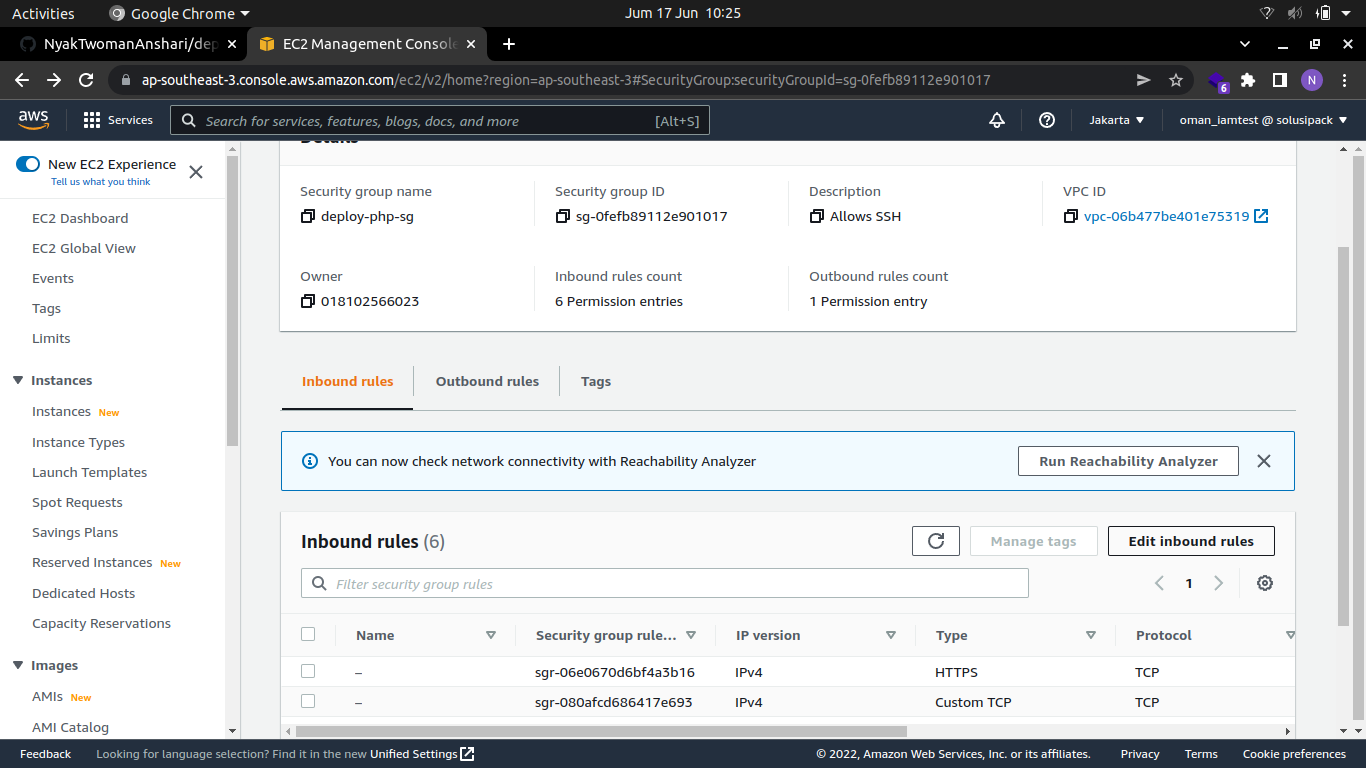 Activities Google Chrome Jum 17 Jun 10:25
NyakTwomanAnshari/dep EC2 Management Console
ap-southeast-3.console.aws.amazon.com/ec2/v2/home?region=ap-southeast-3#SecurityGroup:securityGroupId=sg-0fefb89112e901017 6 N
aws Services Search for services, features, blogs, docs, and more [Alt+S] Jakarta oman_iamtest @ solusipack
New EC2 Experience
Tell us what you think
EC2 Dashboard
EC2 Global View
Events
Tags
Limits
Instances
Instances New
Instance Types
Launch Templates
Spot Requests
Savings Plans
Reserved Instances New
Dedicated Hosts
Capacity Reservations
Images
AMIs New
AMI Catalog
Details
Security group name Security group ID Description VPC ID
deploy-php-sg sg-0fefb89112e901017 Allows SSH vpc-06b477be401e75319
Owner Inbound rules count Outbound rules count
018102566023 6 Permission entries 1 Permission entry
Inbound rules Outbound rules Tags
You can now check network connectivity with Reachability Analyzer Run Reachability Analyzer
Inbound rules (6) Manage tags Edit inbound rules
Filter security group rules 1
Name Security group rule... IP version Type Protocol
– sgr-06e0670d6bf4a3b16 IPv4 HTTPS TCP
– sgr-080afcd686417e693 IPv4 Custom TCP TCP
Feedback Looking for language selection? Find it in the new Unified Settings © 2022, Amazon Web Services, Inc. or its affiliates. Privacy Terms Cookie preferences